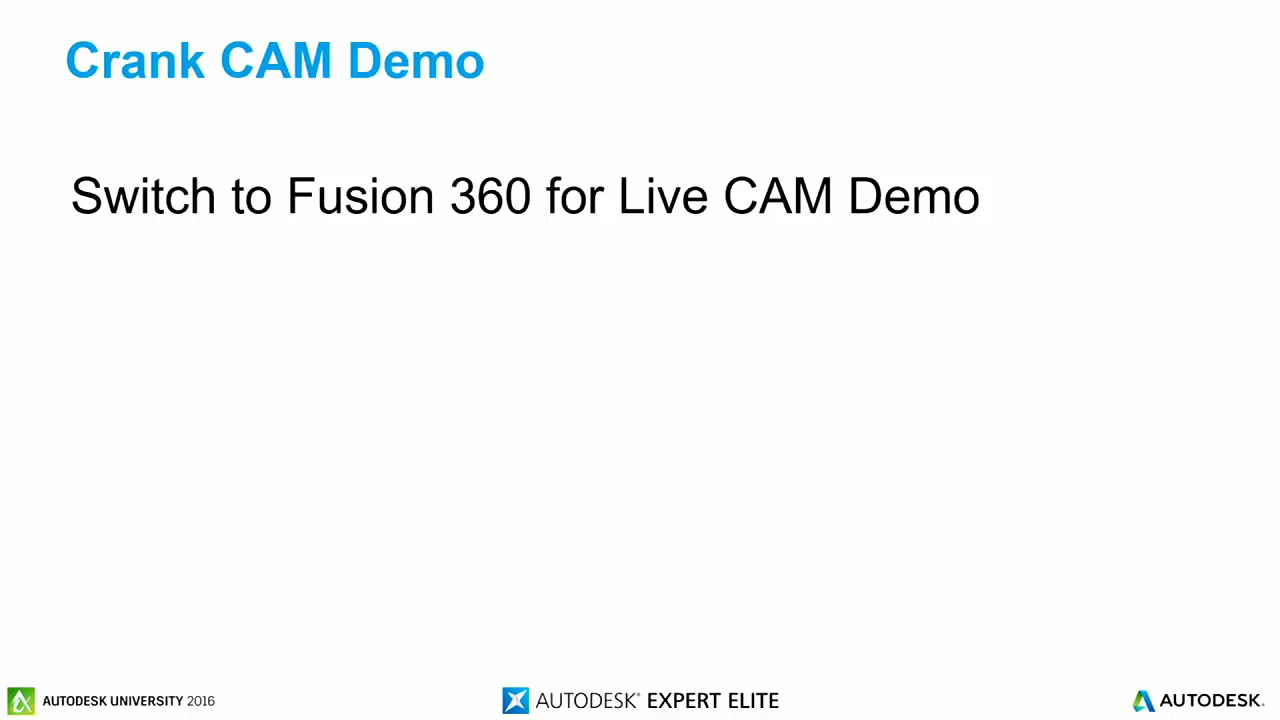 Crank CAM Demo
Switch to Fusion 360 for Live CAM Demo
AUTODESK UNIVERSITY 2016
AUTODESK® EXPERT ELITE
AUTODESK®